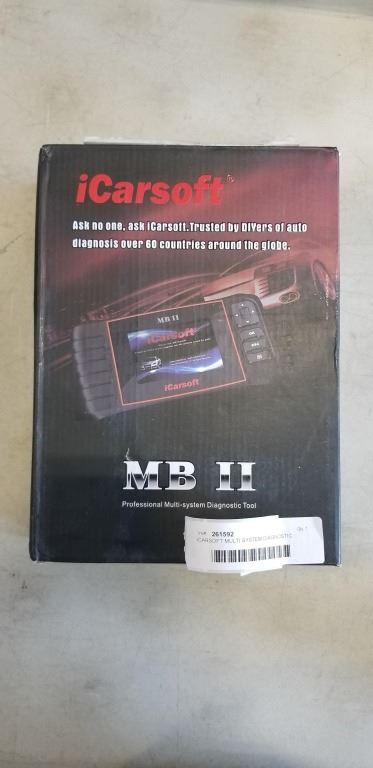 iCarsoft®
Ask no one, ask iCarsoft.Trusted by DIYers of auto
diagnosis over 60 countries around the globe.
MB II
iCarsoft
iCarsoft
MB II
Professional Multi-system Diagnostic Tool
261592
ICARSOFT MULTI SYSTEM DIAGNOSTIC